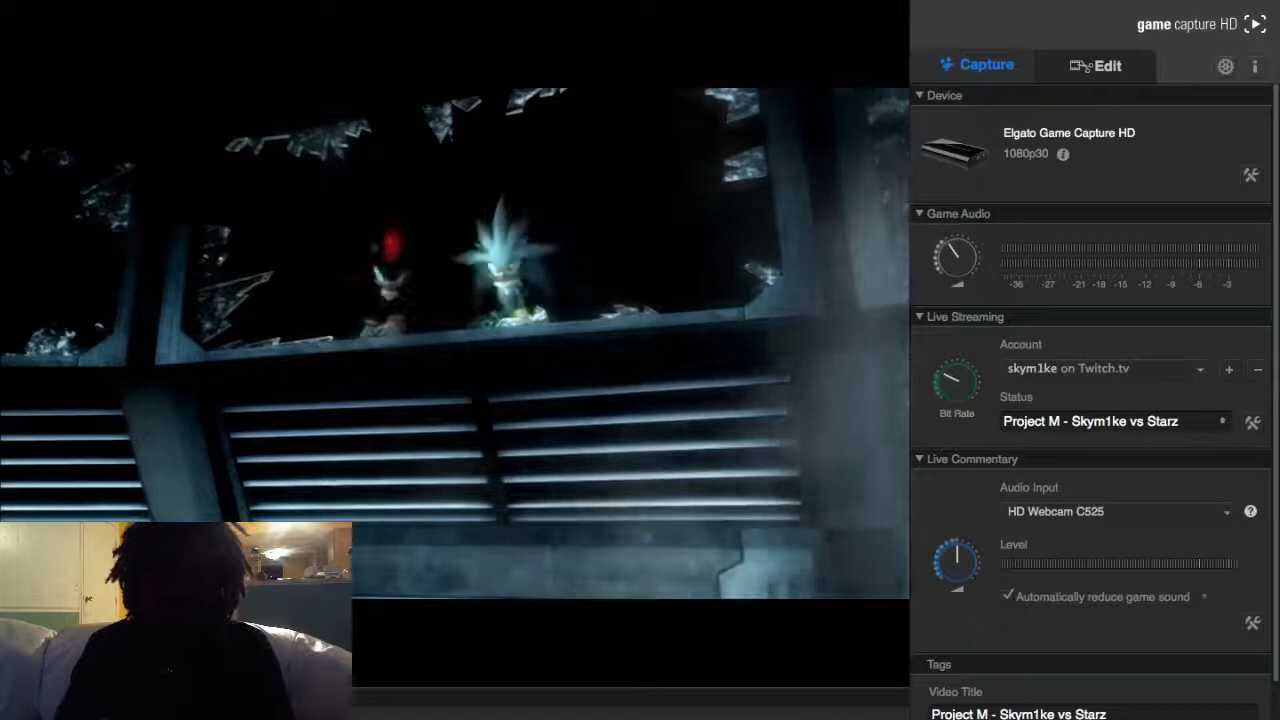 game capture HD
Capture
Edit
Device
Elgato Game Capture HD
1080p30
Game Audio
-36 -27 -21 -18 -15 -12 -9 -6 -3
Live Streaming
Account
skym1ke on Twitch.tv
Bit Rate
Status
Project M - Skym1ke vs Starz
Live Commentary
Audio Input
HD Webcam C525
Level
Automatically reduce game sound
Tags
Video Title
Project M - Skym1ke vs Starz